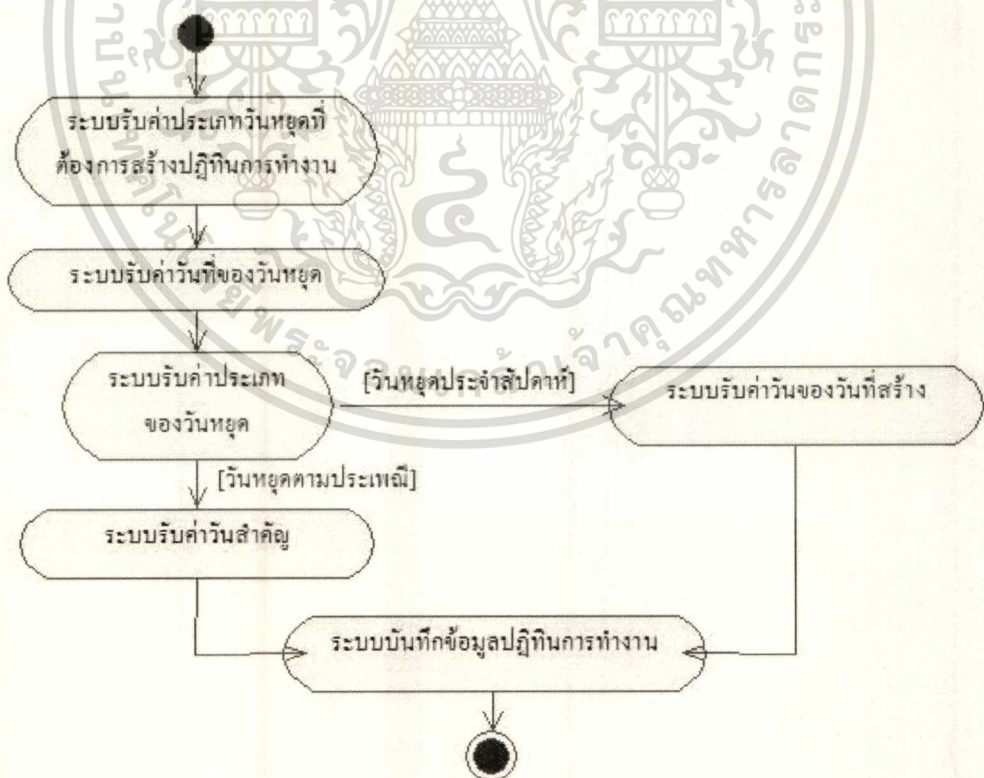 ระบบรับค่าประเภทวันหยุดที่
ต้องการสร้างปฏิทินการทำงาน
ระบบรับค่าวันที่ของวันหยุด
ระบบรับค่าประเภท
ของวันหยุด
[วันหยุดประจำสัปดาห์]
ระบบรับค่าวันของวันที่สร้าง
[วันหยุดตามประเพณี]
ระบบรับค่าวันสำคัญ
ระบบบันทึกข้อมูลปฏิทินการทำงาน